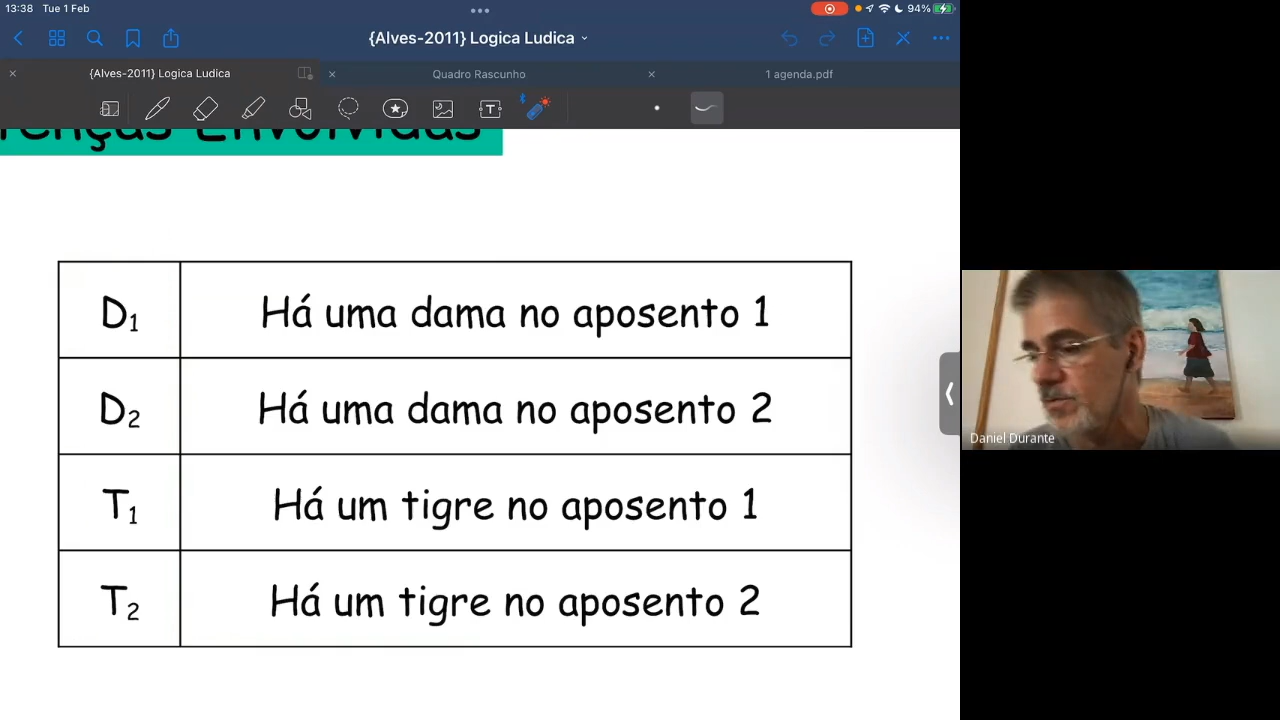 13:38 Tue 1 Feb
94%
{Alves-2011} Logica Ludica
{Alves-2011} Logica Ludica
Quadro Rascunho
1 agenda.pdf
Envolvidas
D₁ Há uma dama no aposento 1
D₂ Há uma dama no aposento 2
T₁ Há um tigre no aposento 1
T₂ Há um tigre no aposento 2
Daniel Durante